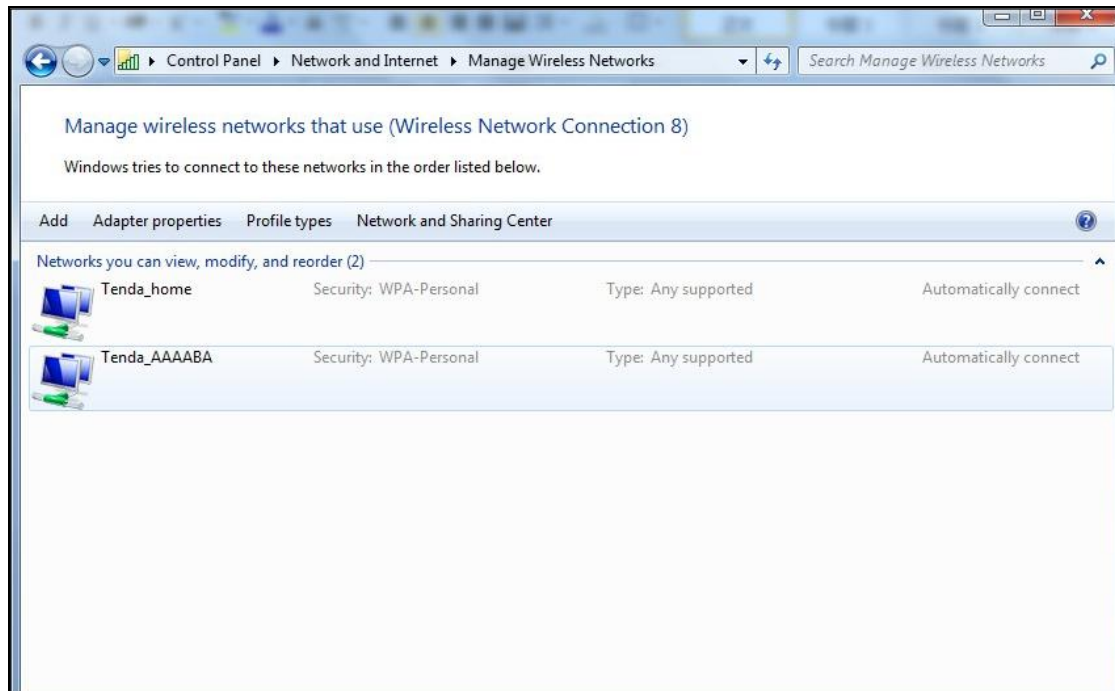 Control Panel ▸ Network and Internet ▸ Manage Wireless Networks Search Manage Wireless Networks
Manage wireless networks that use (Wireless Network Connection 8)
Windows tries to connect to these networks in the order listed below.
Add Adapter properties Profile types Network and Sharing Center
Networks you can view, modify, and reorder (2)
Tenda_home Security: WPA-Personal Type: Any supported Automatically connect
Tenda_AAAABA Security: WPA-Personal Type: Any supported Automatically connect